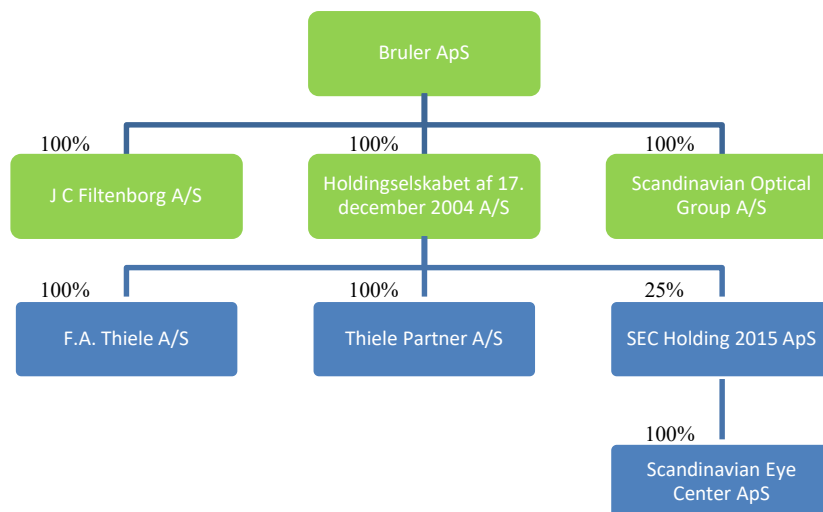 Bruler ApS
100%
100%
100%
J C Filtenborg A/S
Holdingselskabet af 17.
december 2004 A/S
Scandinavian Optical
Group A/S
100%
100%
25%
F.A. Thiele A/S
Thiele Partner A/S
SEC Holding 2015 ApS
100%
Scandinavian Eye
Center ApS